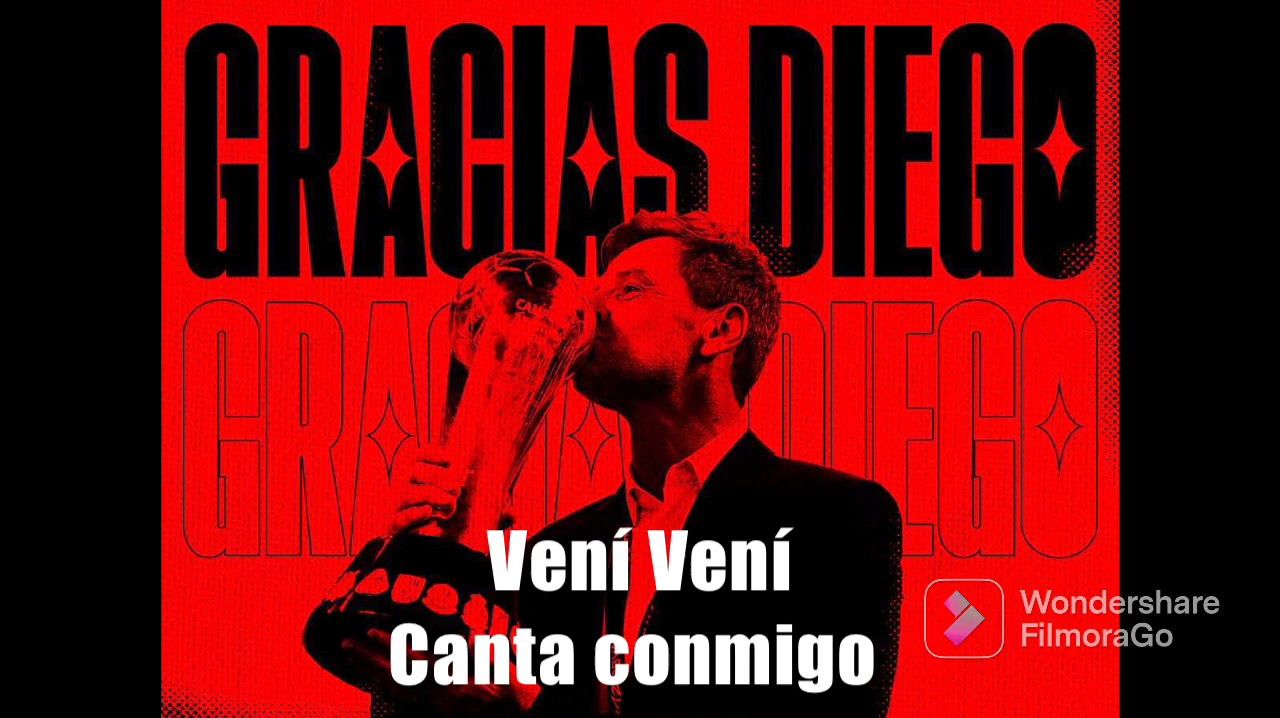 GRACIAS DIEGO
GRACIAS DIEGO
Vení Vení
Canta conmigo
Wondershare
FilmoraGo